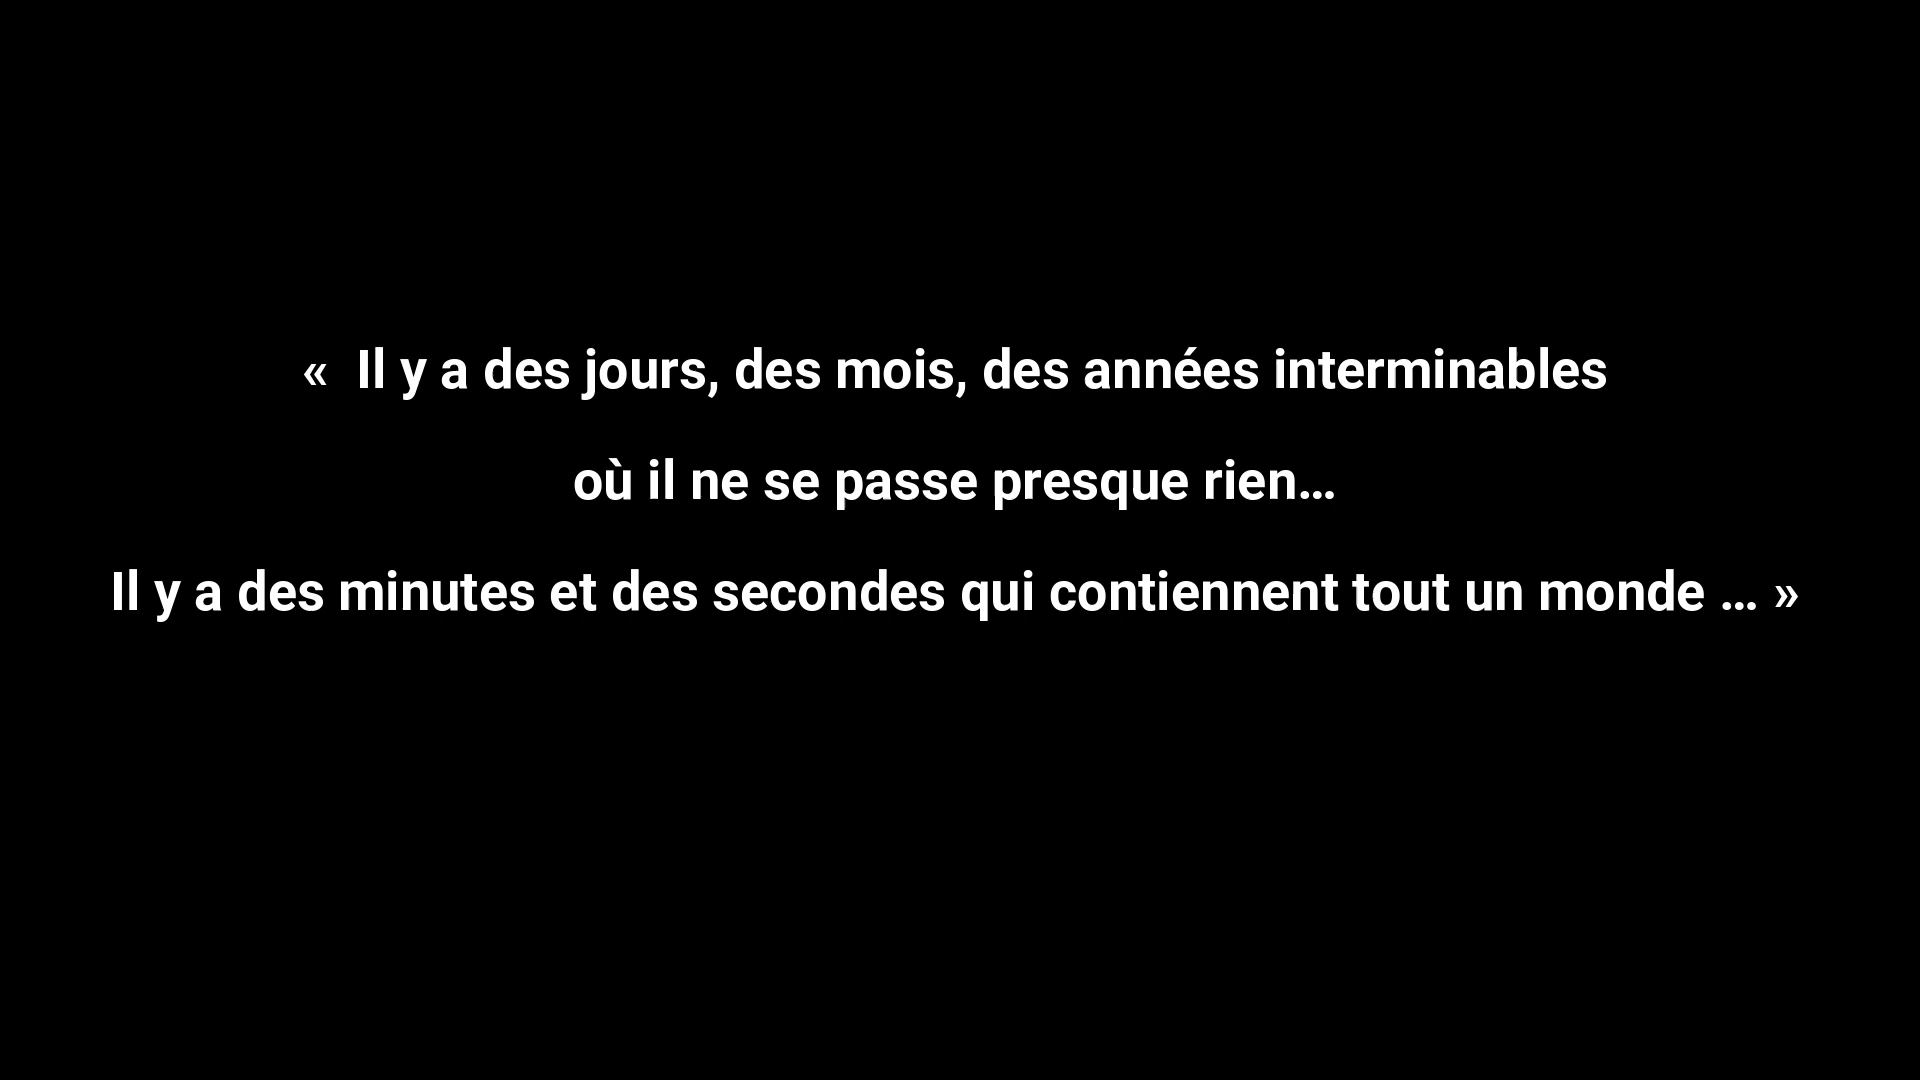 «  Il y a des jours, des mois, des années interminables
où il ne se passe presque rien…
Il y a des minutes et des secondes qui contiennent tout un monde … »